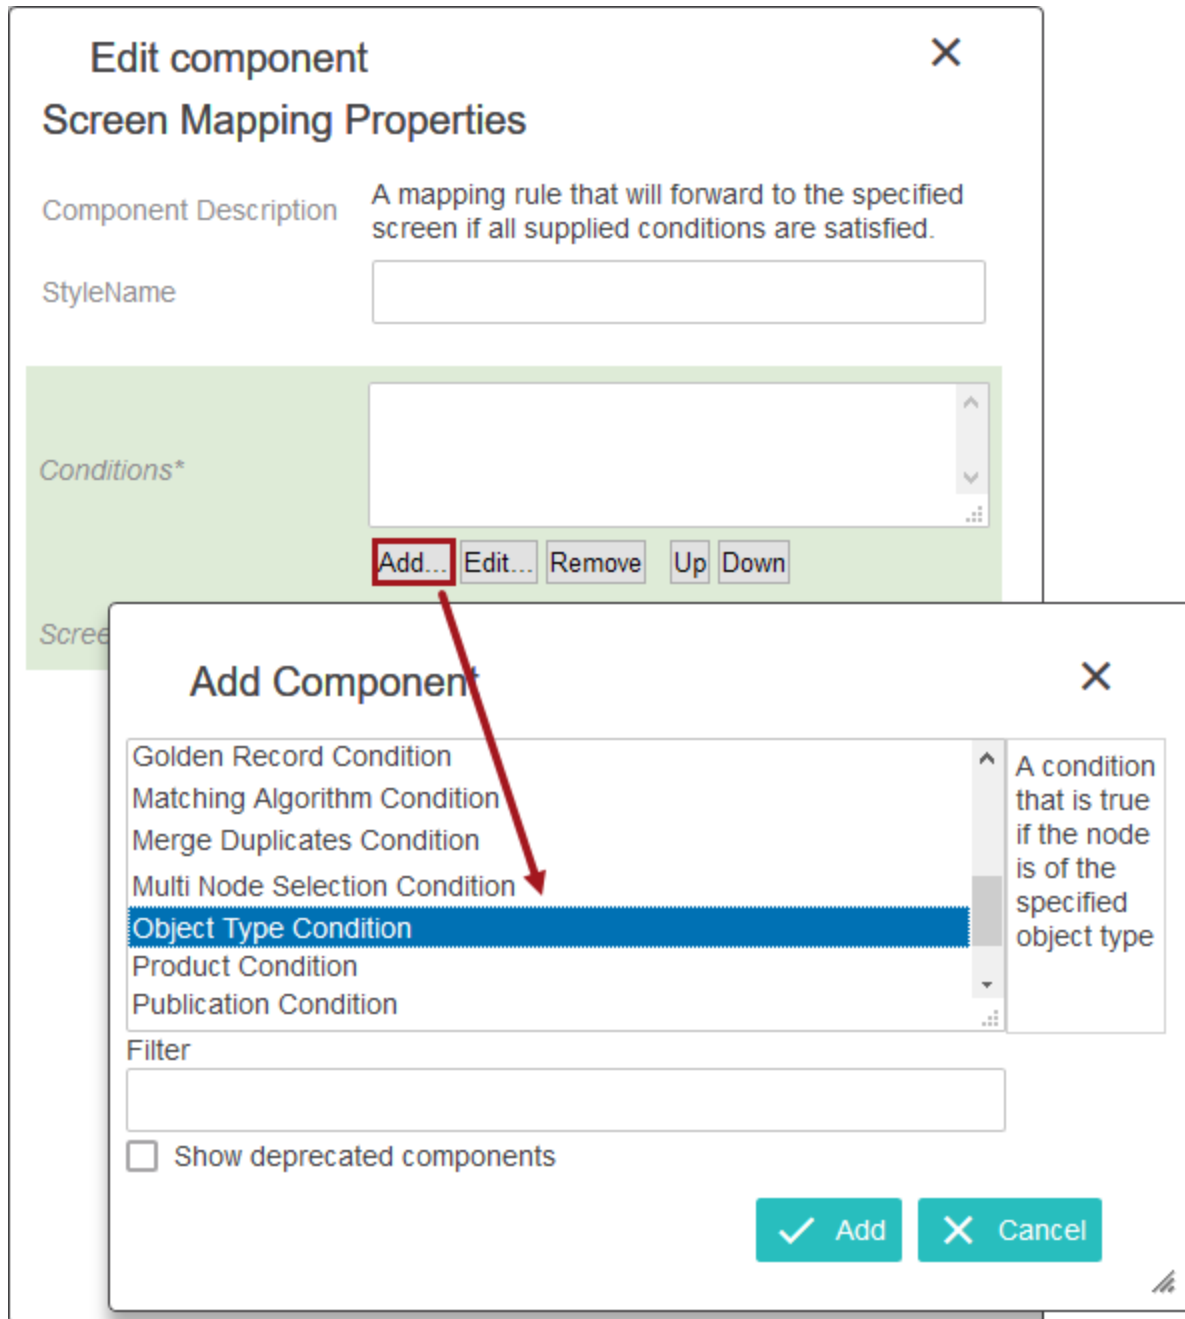 Edit component
Screen Mapping Properties
Component Description
A mapping rule that will forward to the specified
screen if all supplied conditions are satisfied.
StyleName
Conditions*
Add... Edit... Remove Up Down
Add Component
Golden Record Condition
Matching Algorithm Condition
Merge Duplicates Condition
Multi Node Selection Condition
Object Type Condition
Product Condition
Publication Condition
A condition
that is true
if the node
is of the
specified
object type
Filter
Show deprecated components
Add Cancel